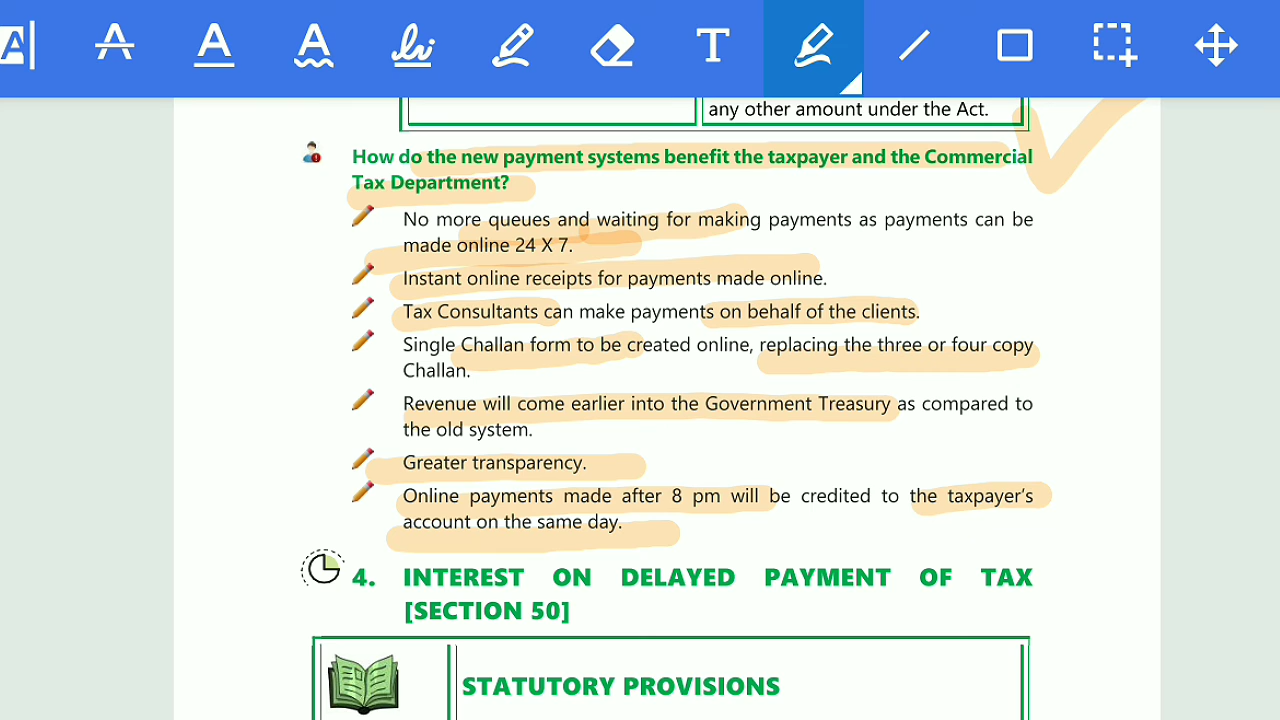 any other amount under the Act.
How do the new payment systems benefit the taxpayer and the Commercial
Tax Department?
No more queues and waiting for making payments as payments can be
made online 24 X 7.
Instant online receipts for payments made online.
Tax Consultants can make payments on behalf of the clients.
Single Challan form to be created online, replacing the three or four copy
Challan.
Revenue will come earlier into the Government Treasury as compared to
the old system.
Greater transparency.
Online payments made after 8 pm will be credited to the taxpayer's
account on the same day.
4. INTEREST ON DELAYED PAYMENT OF TAX
[SECTION 50]
STATUTORY PROVISIONS